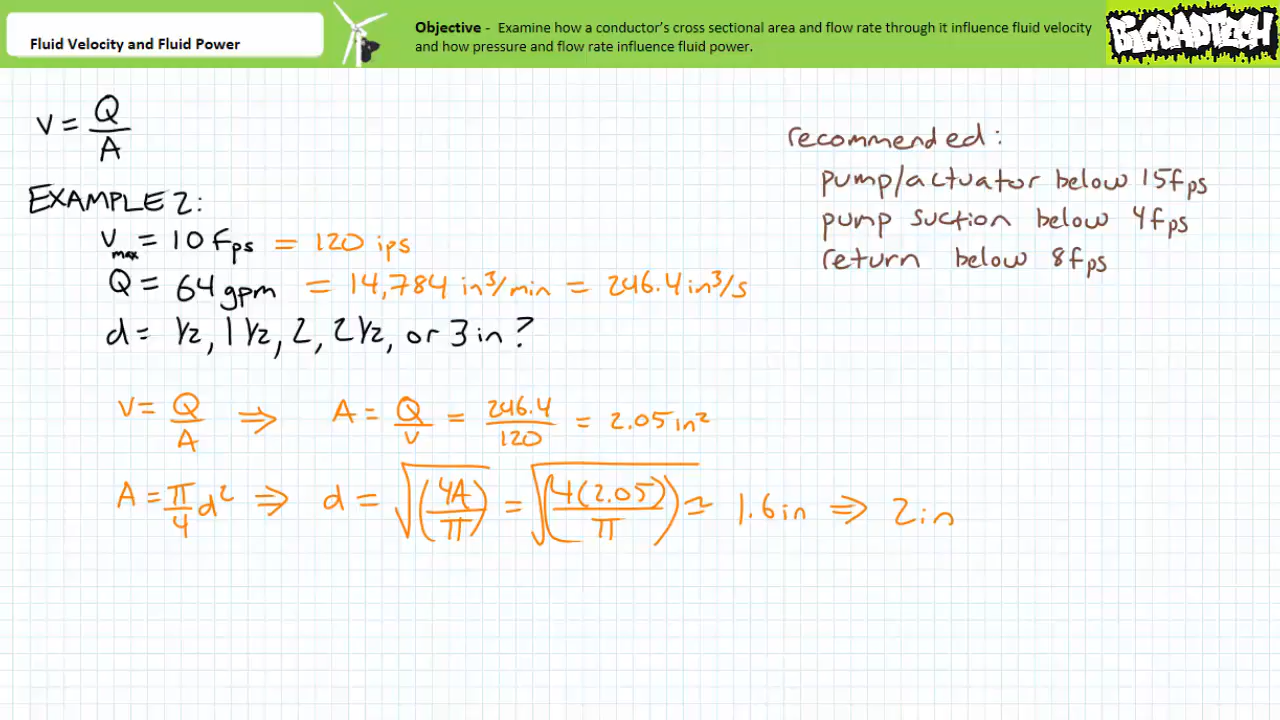 Fluid Velocity and Fluid Power
Objective - Examine how a conductor's cross sectional area and flow rate through it influence fluid velocity
and how pressure and flow rate influence fluid power.
BIGBADTECH
v = Q/A
EXAMPLE 2:
vmax = 10 fps = 120 ips
Q = 64 gpm = 14,784 in³/min = 246.4 in³/s
d = 1/2, 1 1/2, 2, 2 1/2, or 3 in?
recommended:
pump/actuator below 15fps
pump suction below 4fps
return below 8fps
v = Q/A ⇒ A = Q/v = 246.4/120 = 2.05 in²
A = π/4 d² ⇒ d = √(4A/π) = √(4(2.05)/π) ≈ 1.6in ⇒ 2in